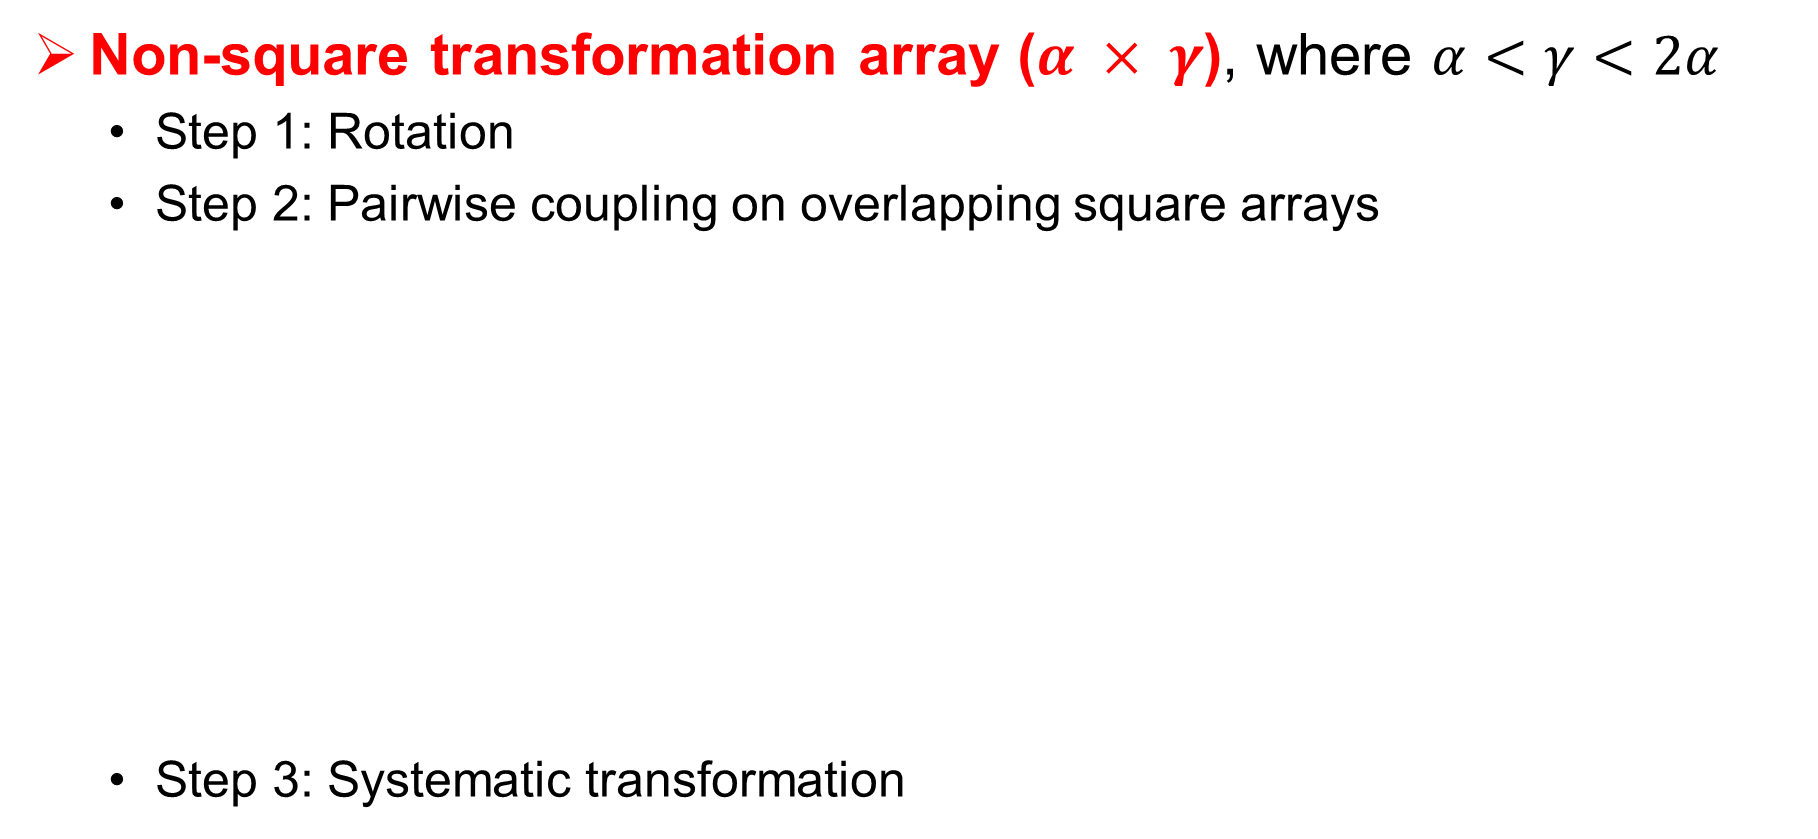 ➢ Non-square transformation array (α × γ), where α < γ < 2α
• Step 1: Rotation
• Step 2: Pairwise coupling on overlapping square arrays
• Step 3: Systematic transformation